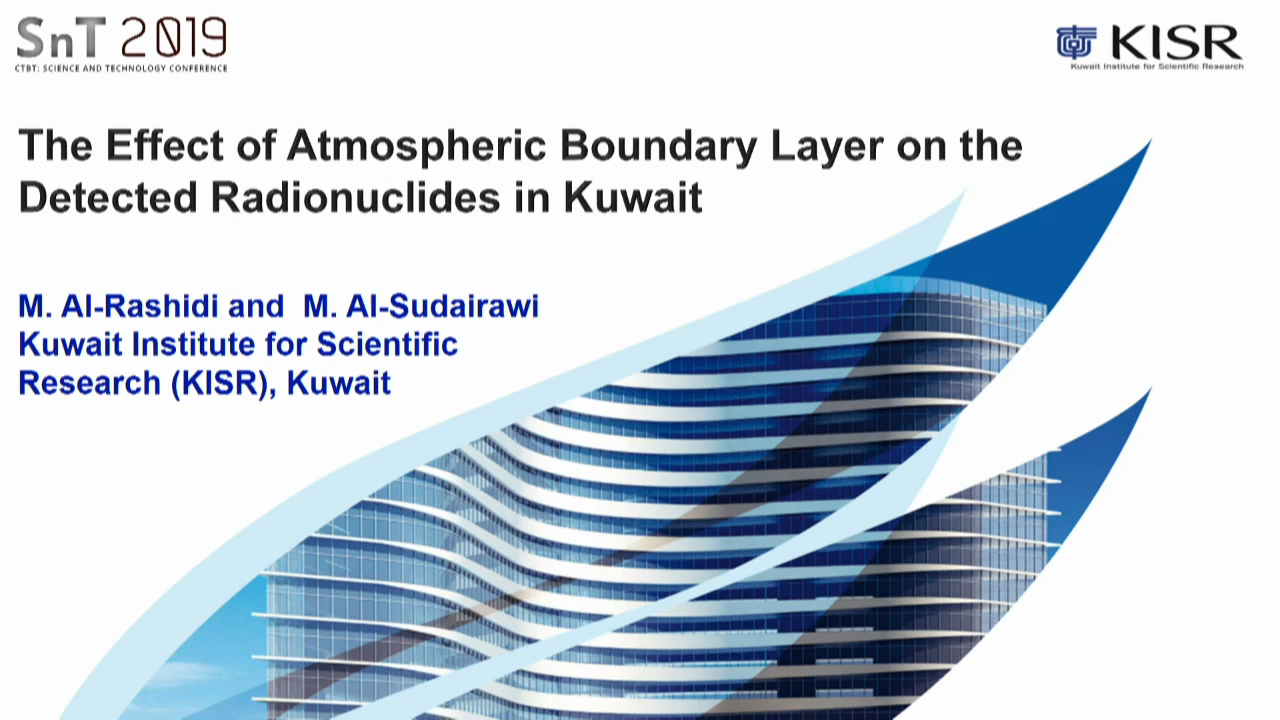 SnT 2019
CTBT: SCIENCE AND TECHNOLOGY CONFERENCE
KISR
Kuwait Institute for Scientific Research
The Effect of Atmospheric Boundary Layer on the
Detected Radionuclides in Kuwait
M. Al-Rashidi and  M. Al-Sudairawi
Kuwait Institute for Scientific
Research (KISR), Kuwait